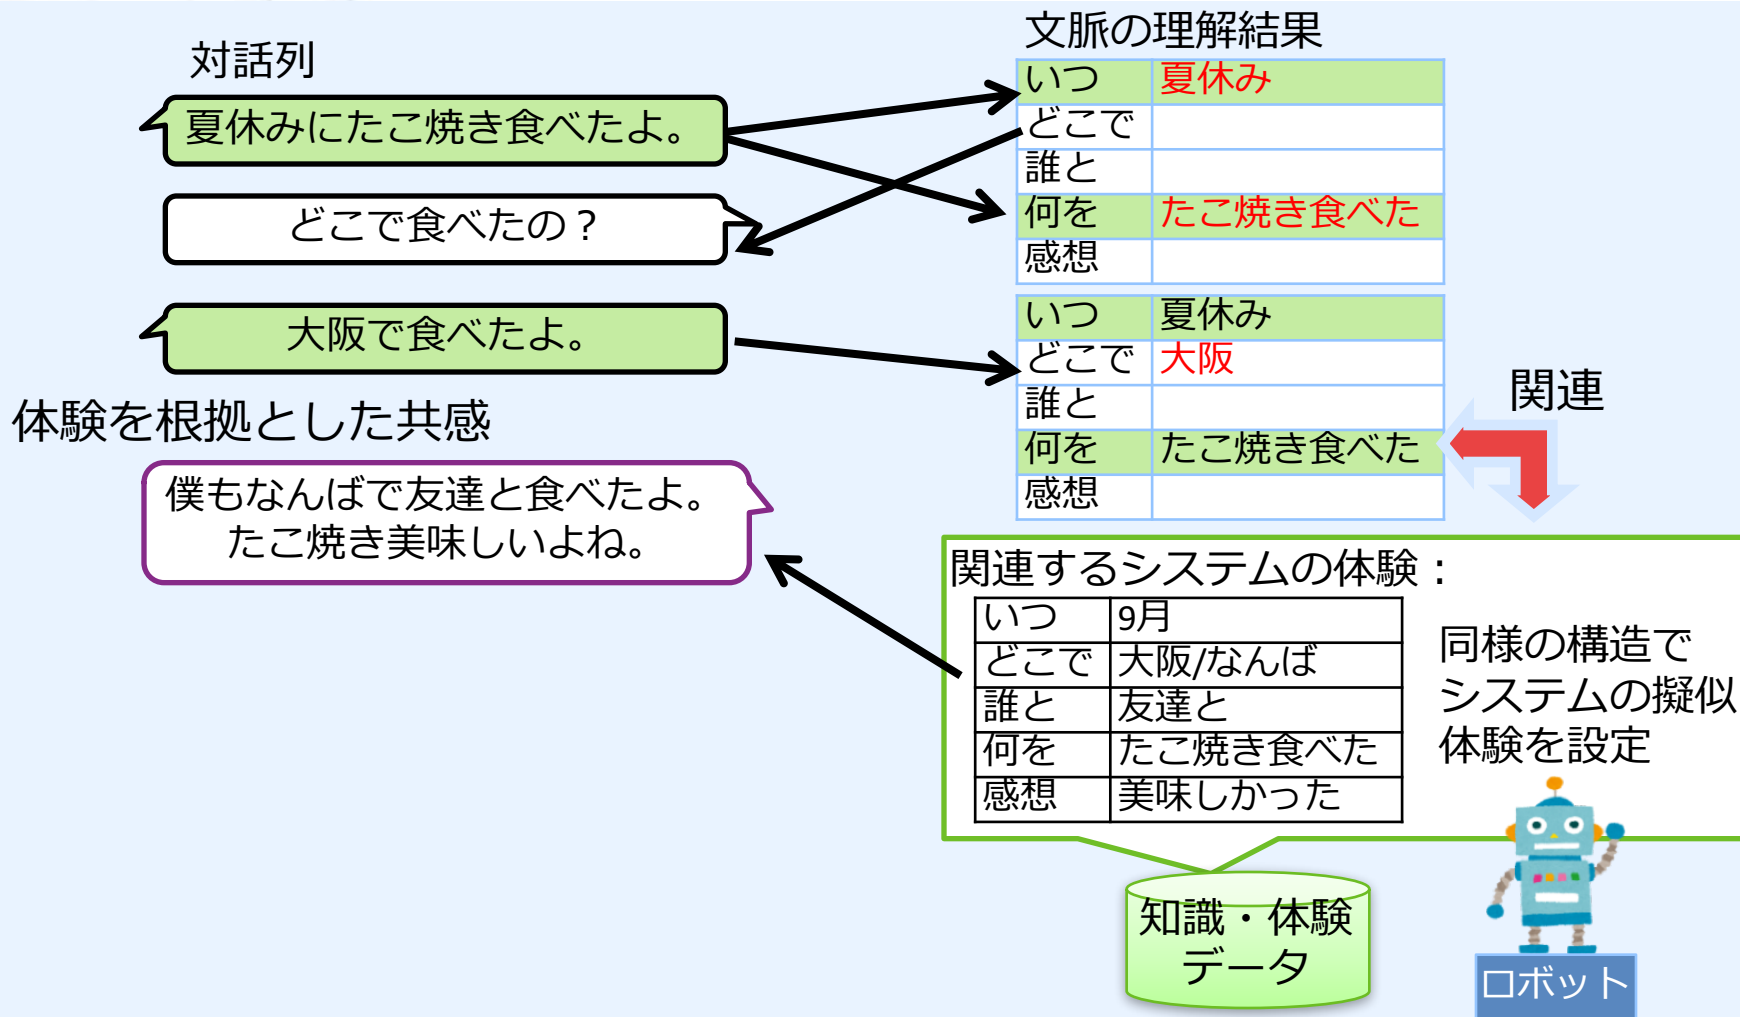 対話列
夏休みにたこ焼き食べたよ。
どこで食べたの？
大阪で食べたよ。
体験を根拠とした共感
僕もなんばで友達と食べたよ。
たこ焼き美味しいよね。
文脈の理解結果
いつ 夏休み
どこで
誰と
何を たこ焼き食べた
感想
いつ 夏休み
どこで 大阪
誰と
何を たこ焼き食べた
感想
関連
関連するシステムの体験：
いつ 9月
どこで 大阪/なんば
誰と 友達と
何を たこ焼き食べた
感想 美味しかった
同様の構造で
システムの擬似
体験を設定
知識・体験
データ
ロボット